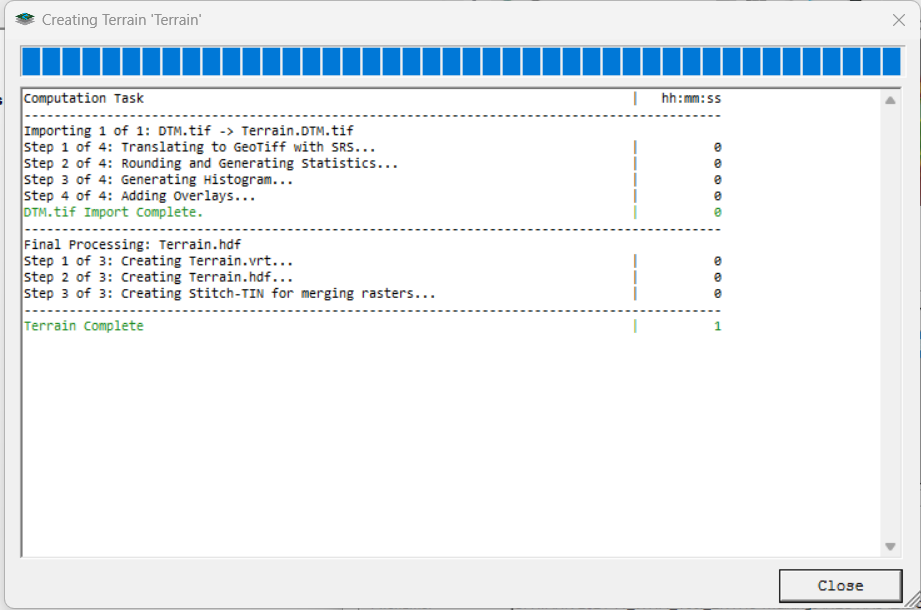 Creating Terrain 'Terrain'
Computation Task | hh:mm:ss
Importing 1 of 1: DTM.tif -> Terrain.DTM.tif
Step 1 of 4: Translating to GeoTiff with SRS... | 0
Step 2 of 4: Rounding and Generating Statistics... | 0
Step 3 of 4: Generating Histogram... | 0
Step 4 of 4: Adding Overlays... | 0
DTM.tif Import Complete. | 0
Final Processing: Terrain.hdf
Step 1 of 3: Creating Terrain.vrt... | 0
Step 2 of 3: Creating Terrain.hdf... | 0
Step 3 of 3: Creating Stitch-TIN for merging rasters... | 0
Terrain Complete | 1
Close